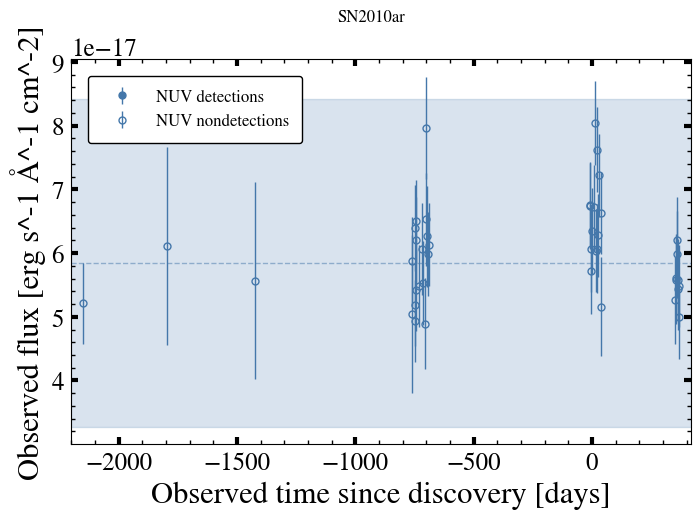 SN2010ar
1e−17
NUV detections
NUV nondetections
9
8
7
6
5
4
Observed flux [erg s^-1 Å^-1 cm^-2]
−2000 −1500 −1000 −500 0
Observed time since discovery [days]